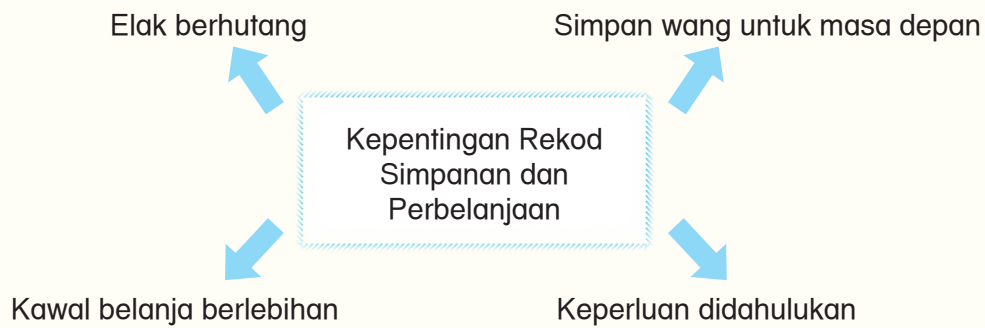 Elak berhutang
Simpan wang untuk masa depan
Kepentingan Rekod
Simpanan dan
Perbelanjaan
Kawal belanja berlebihan
Keperluan didahulukan